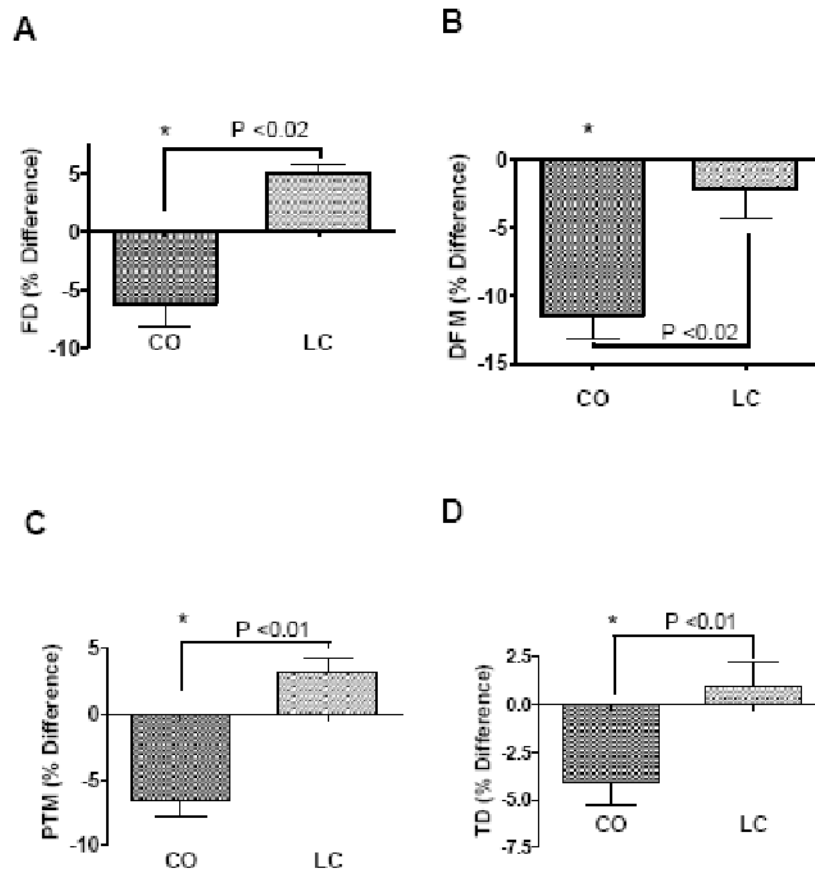 A
* P <0.02
FD (% Difference)
5
0
-5
-10
CO LC
B
*
DFM (% Difference)
0
-5
-10
-15
P <0.02
CO LC
C
* P <0.01
PTM (% Difference)
5
0
-5
-10
CO LC
D
* P <0.01
TD (% Difference)
2.5
0.0
-2.5
-5.0
-7.5
CO LC